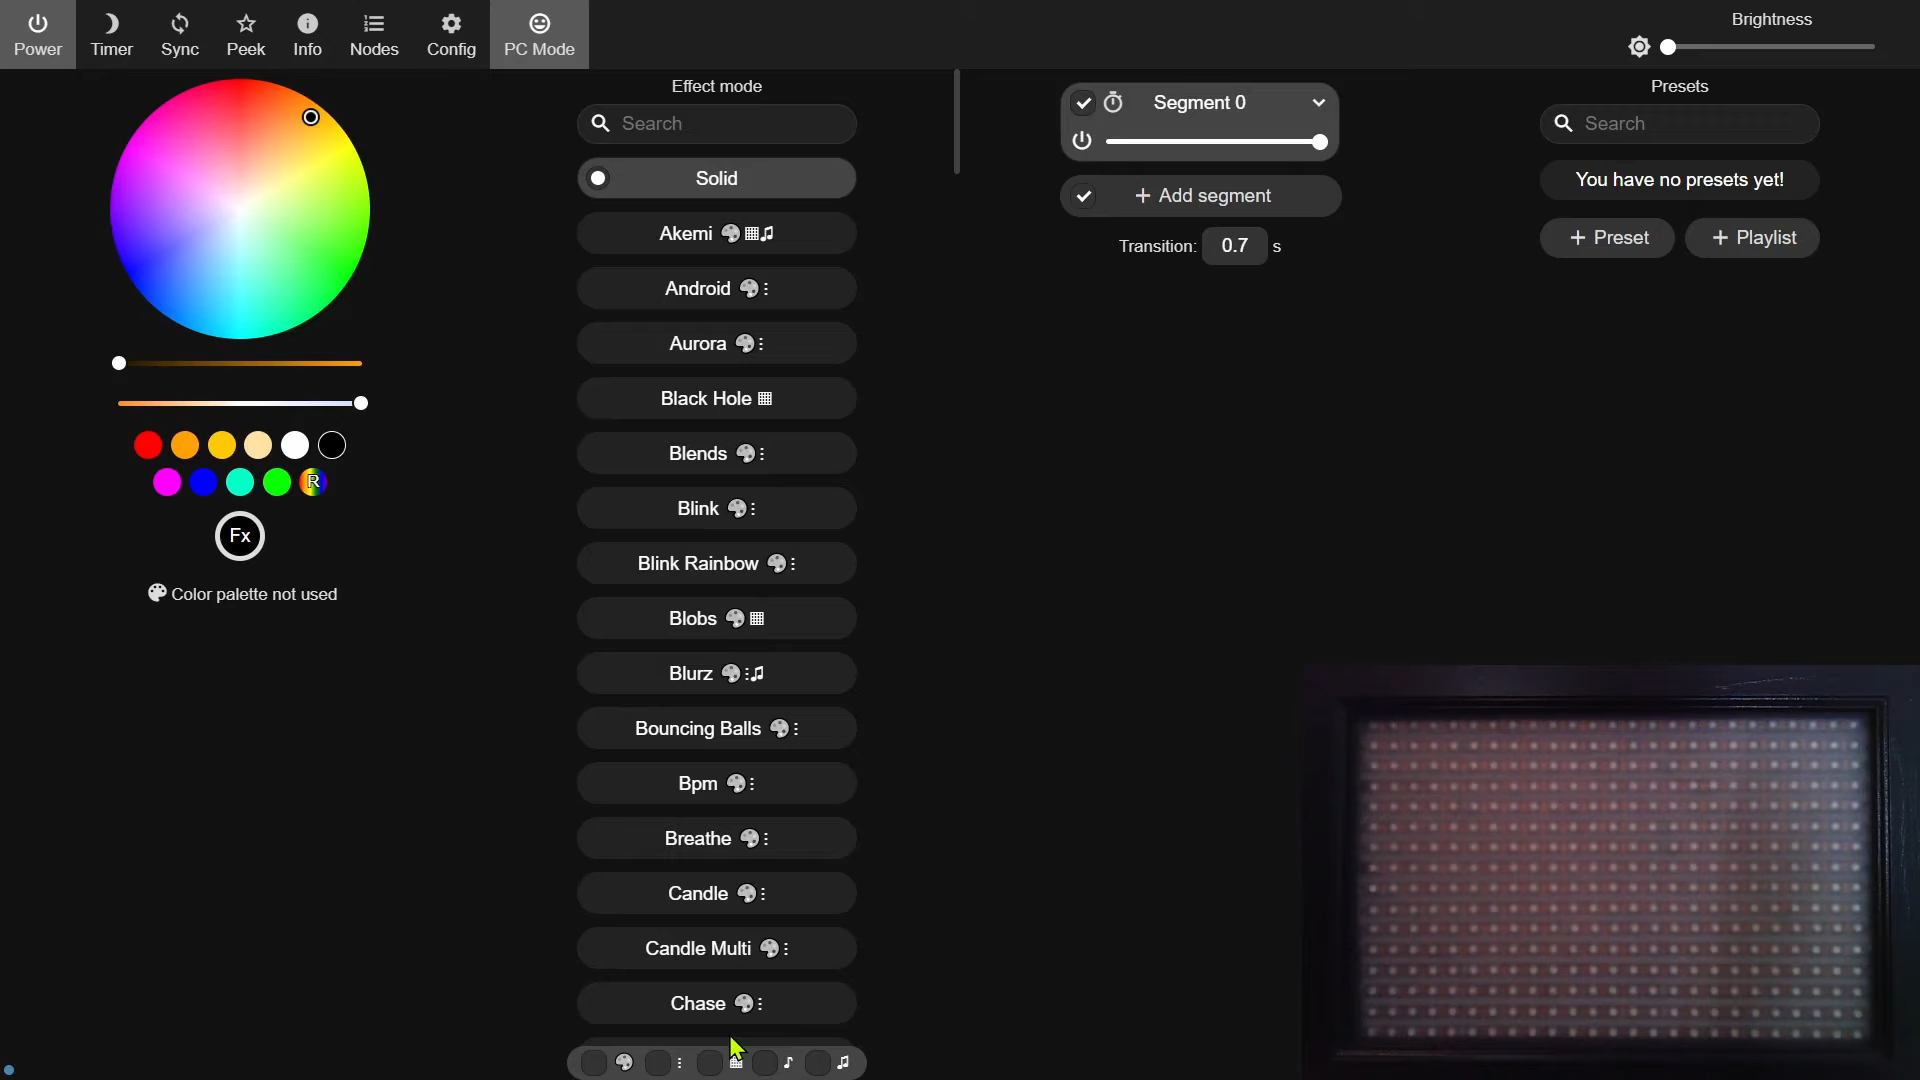 Power
Timer
Sync
Peek
Info
Nodes
Config
PC Mode
Brightness
Fx
R
Color palette not used
Effect mode
Search
Solid
Akemi
Android
Aurora
Black Hole
Blends
Blink
Blink Rainbow
Blobs
Blurz
Bouncing Balls
Bpm
Breathe
Candle
Candle Multi
Chase
Segment 0
+ Add segment
Transition: 0.7 s
Presets
Search
You have no presets yet!
+ Preset
+ Playlist